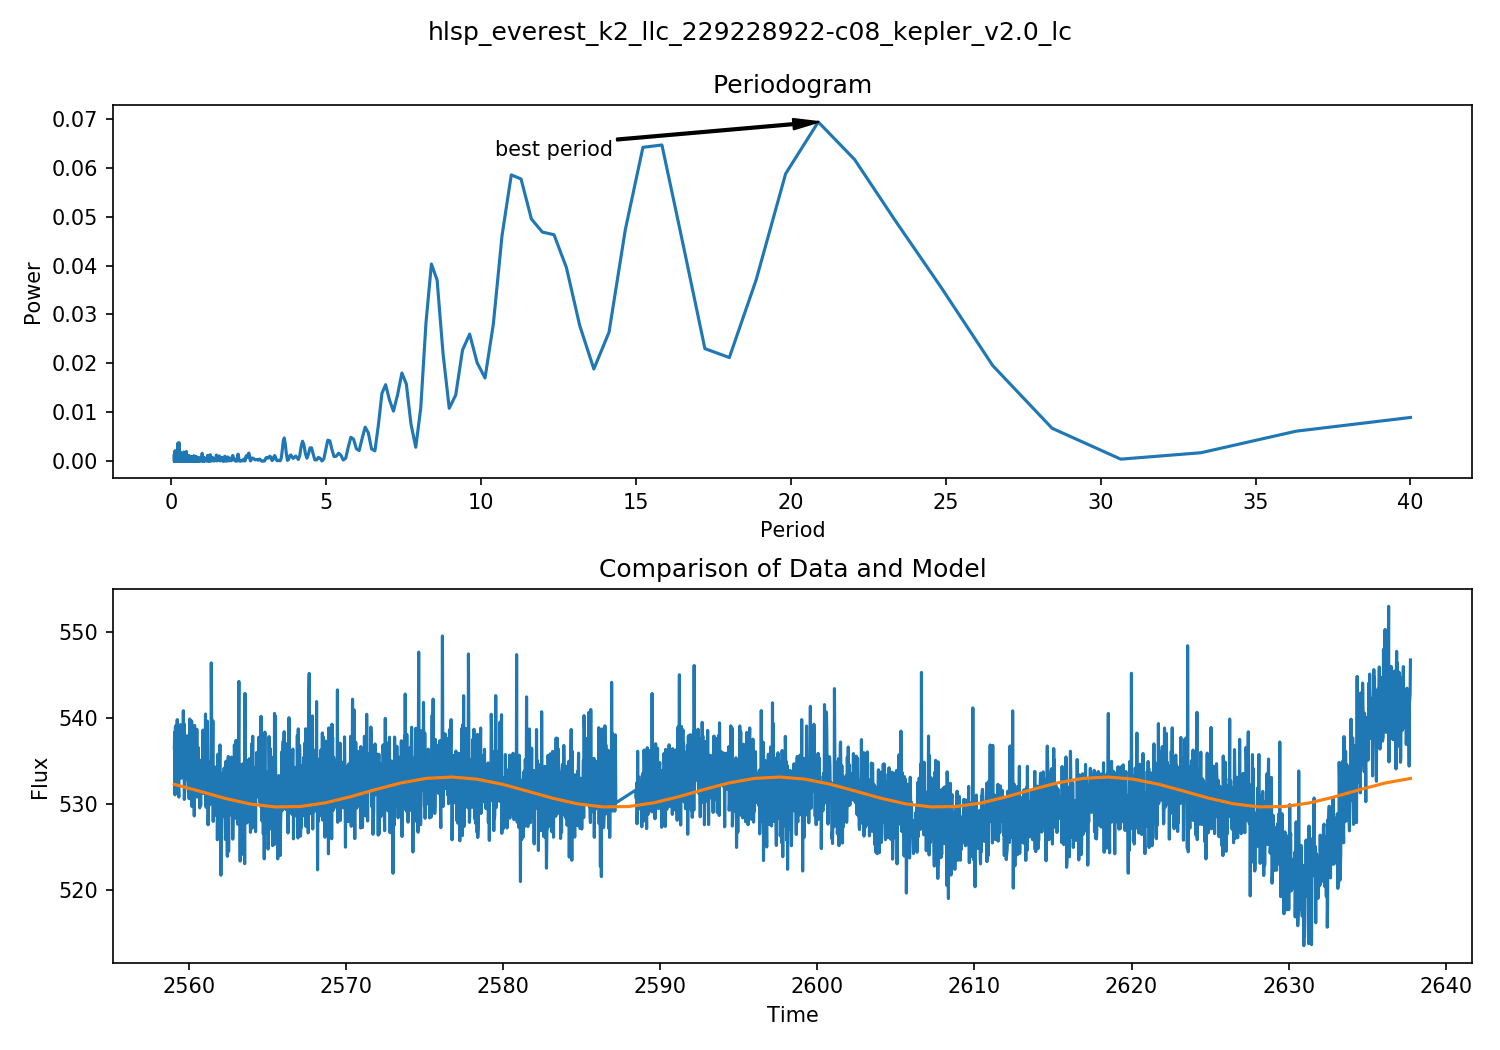 hlsp_everest_k2_llc_229228922-c08_kepler_v2.0_lc
Periodogram
0.07
0.06
0.05
0.04
0.03
0.02
0.01
0.00
Power
best period
0 5 10 15 20 25 30 35 40
Period
Comparison of Data and Model
550
540
530
520
Flux
2560 2570 2580 2590 2600 2610 2620 2630 2640
Time